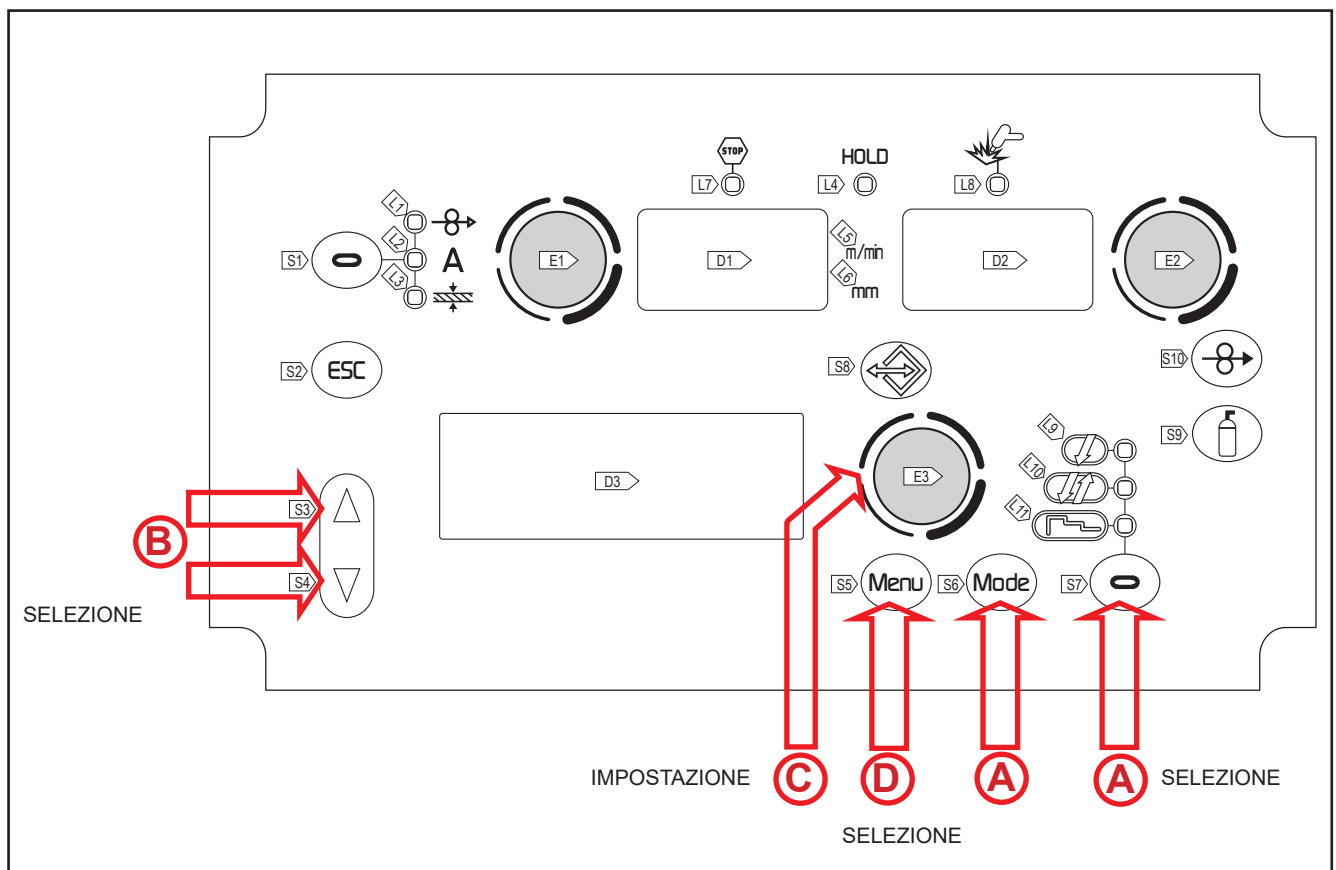 STOP
HOLD
L7
L4
L8
L1
L2
L3
S1
A
E1
D1
L5
m/min
L6
mm
D2
E2
S2
ESC
S8
S10
S9
L9
L10
L11
D3
E3
S3
B
S4
SELEZIONE
S5
Menu
S6
Mode
S7
IMPOSTAZIONE
C
D
A
A
SELEZIONE
SELEZIONE